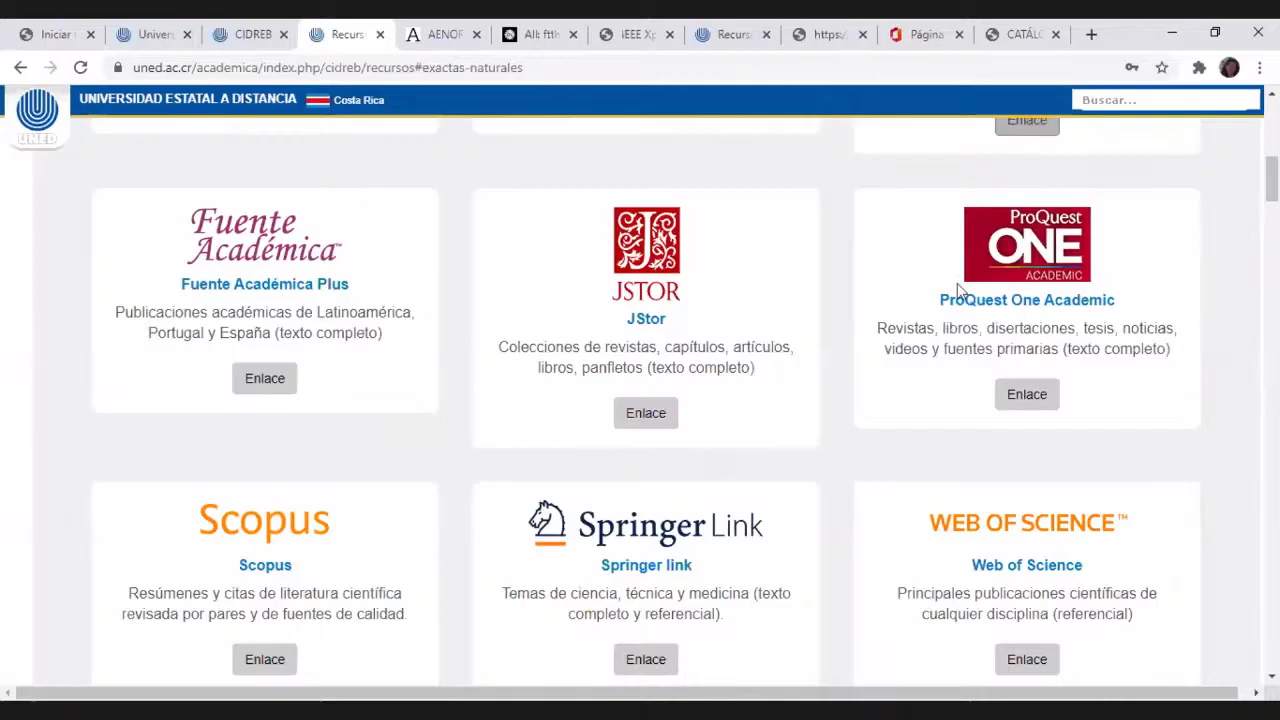 Iniciar
Univers
CIDREB
Recurs
AENOR
All: ftth
IEEE Xp
Recurs
https:/
Página
CATÁLO
uned.ac.cr/academica/index.php/cidreb/recursos#exactas-naturales
UNIVERSIDAD ESTATAL A DISTANCIA
Costa Rica
Buscar...
UNED
Enlace
Fuente
Académica™
Fuente Académica Plus
Publicaciones académicas de Latinoamérica,
Portugal y España (texto completo)
Enlace
J
JSTOR
JStor
Colecciones de revistas, capítulos, artículos,
libros, panfletos (texto completo)
Enlace
ProQuest
ONE
ACADEMIC
ProQuest One Academic
Revistas, libros, disertaciones, tesis, noticias,
videos y fuentes primarias (texto completo)
Enlace
Scopus
Scopus
Resúmenes y citas de literatura científica
revisada por pares y de fuentes de calidad.
Enlace
Springer Link
Springer link
Temas de ciencia, técnica y medicina (texto
completo y referencial).
Enlace
WEB OF SCIENCE™
Web of Science
Principales publicaciones científicas de
cualquier disciplina (referencial)
Enlace